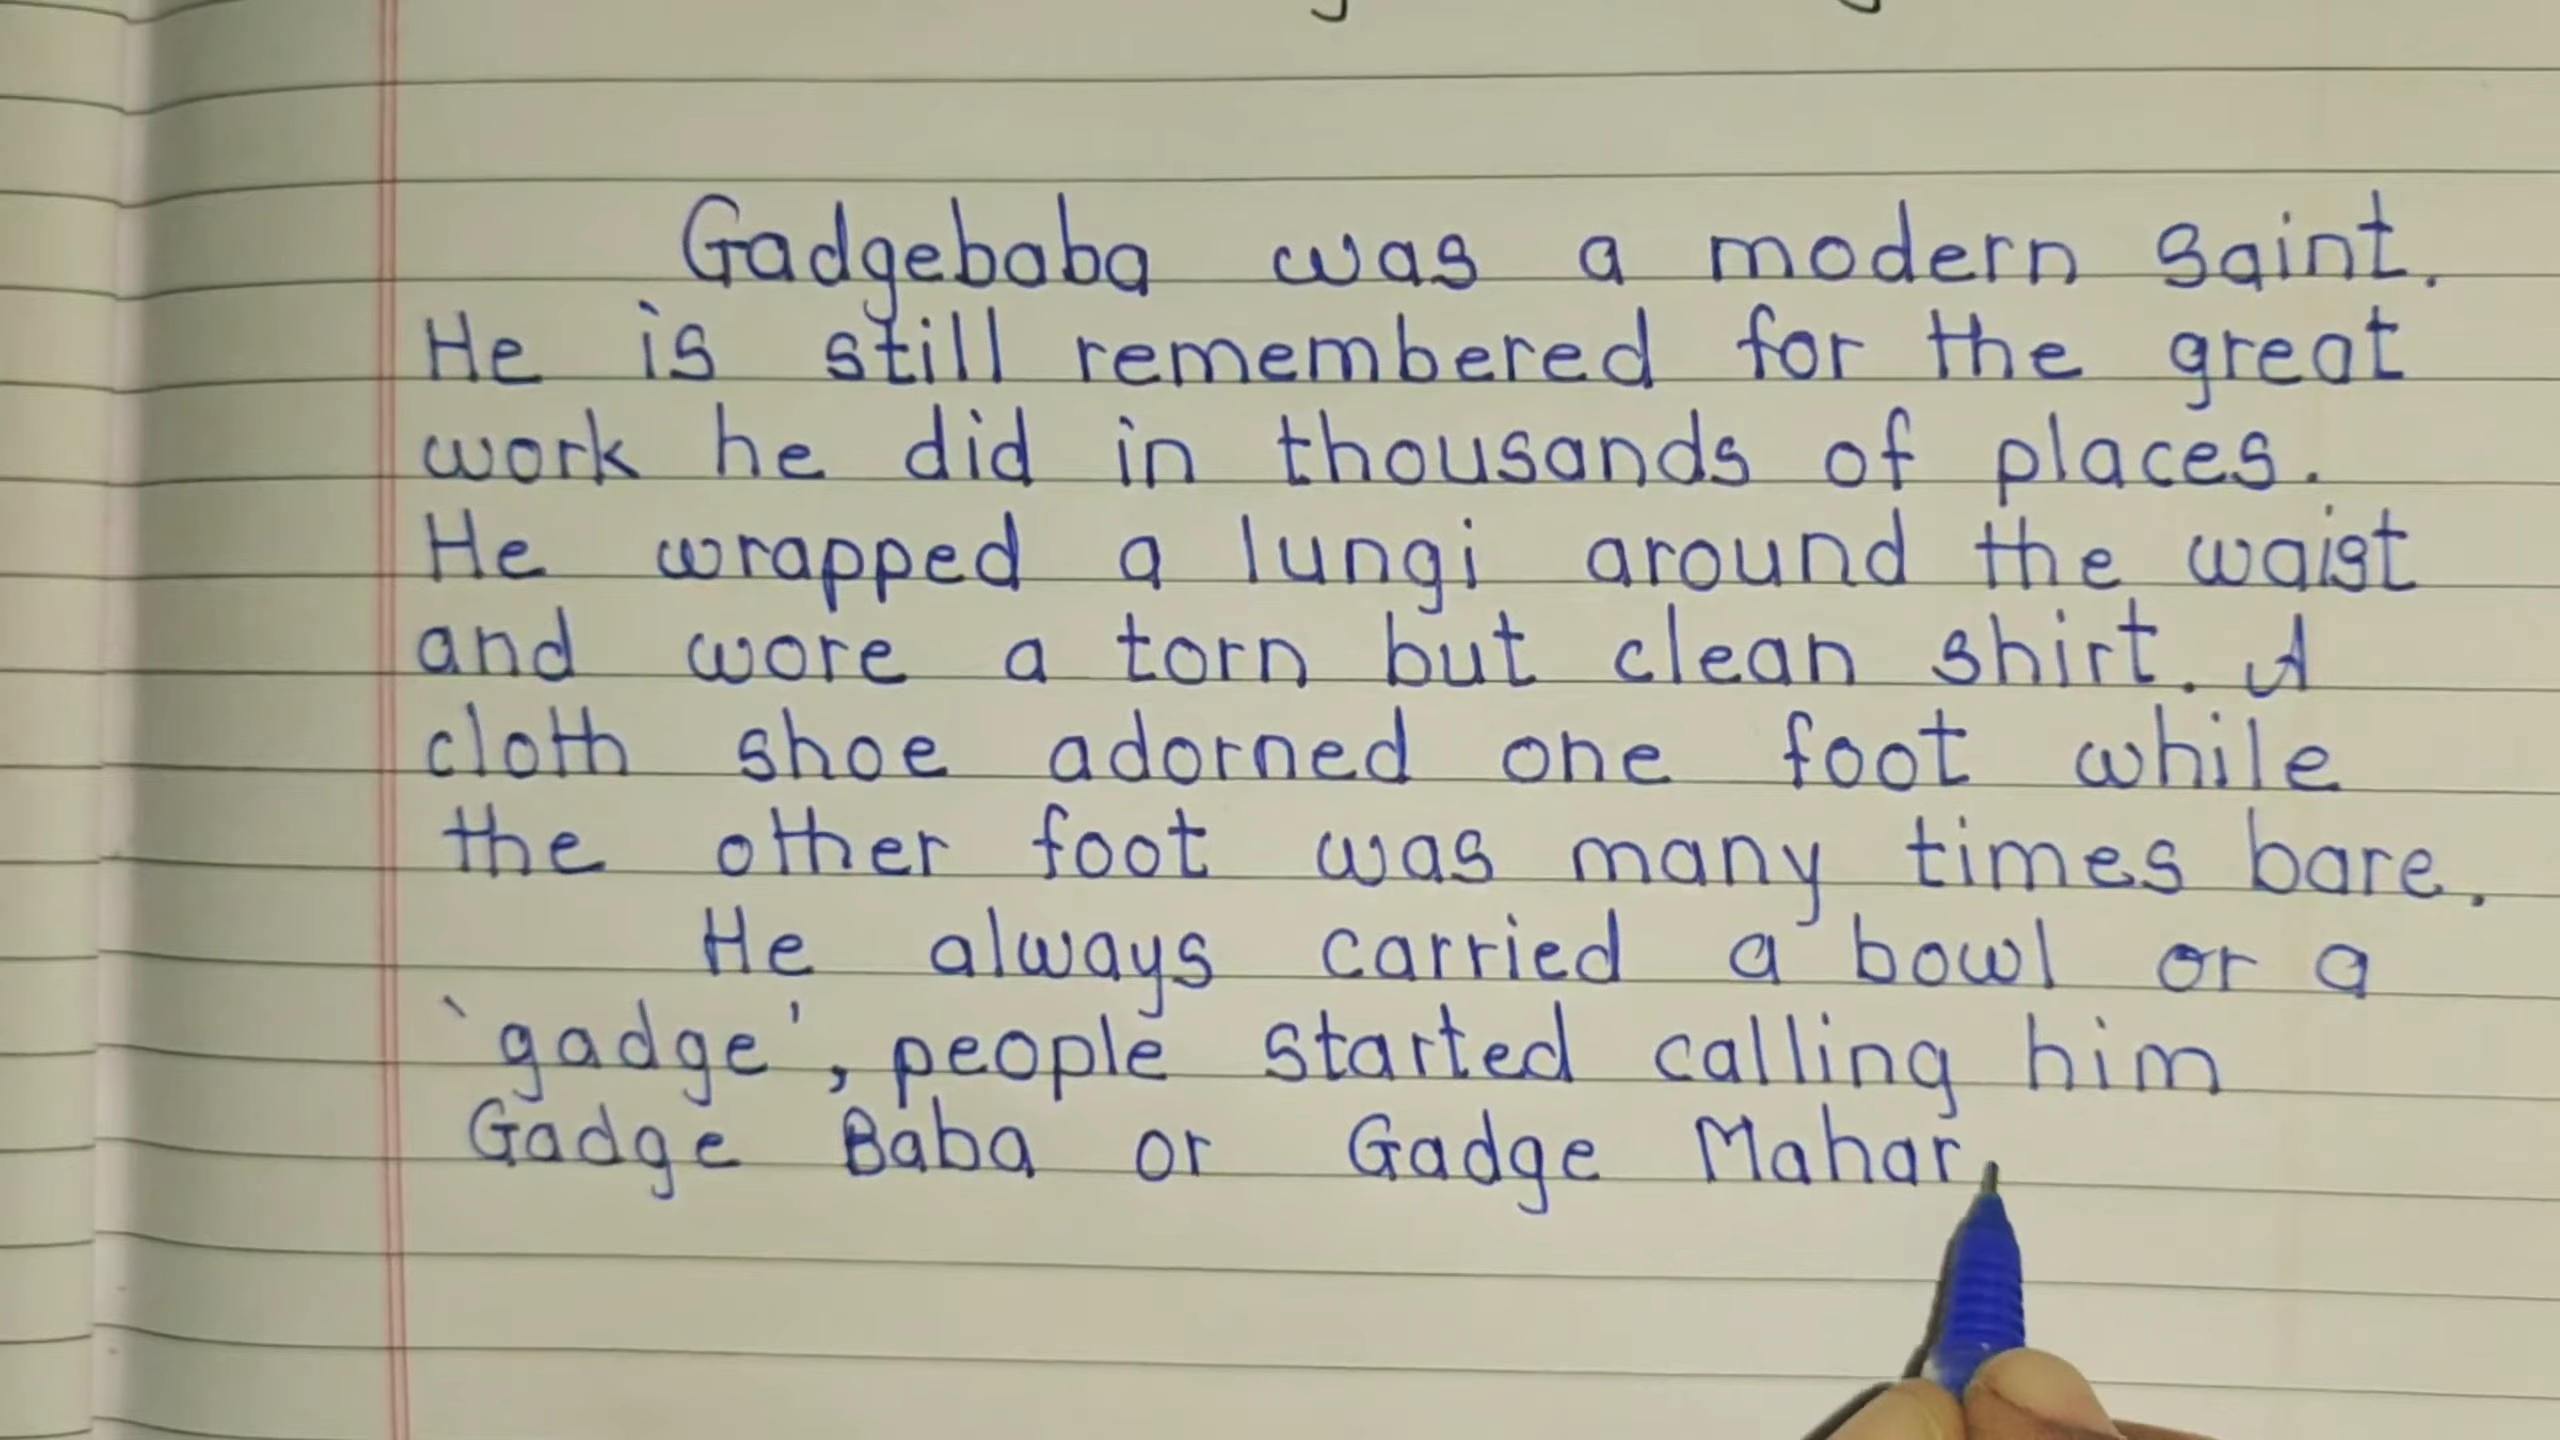 Gadgebaba was a modern saint.
He is still remembered for the great
work he did in thousands of places.
He wrapped a lungi around the waist
and wore a torn but clean shirt. A
cloth shoe adorned one foot while
the other foot was many times bare.
He always carried a bowl or a
‘gadge’, people started calling him
Gadge Baba or Gadge Mahar